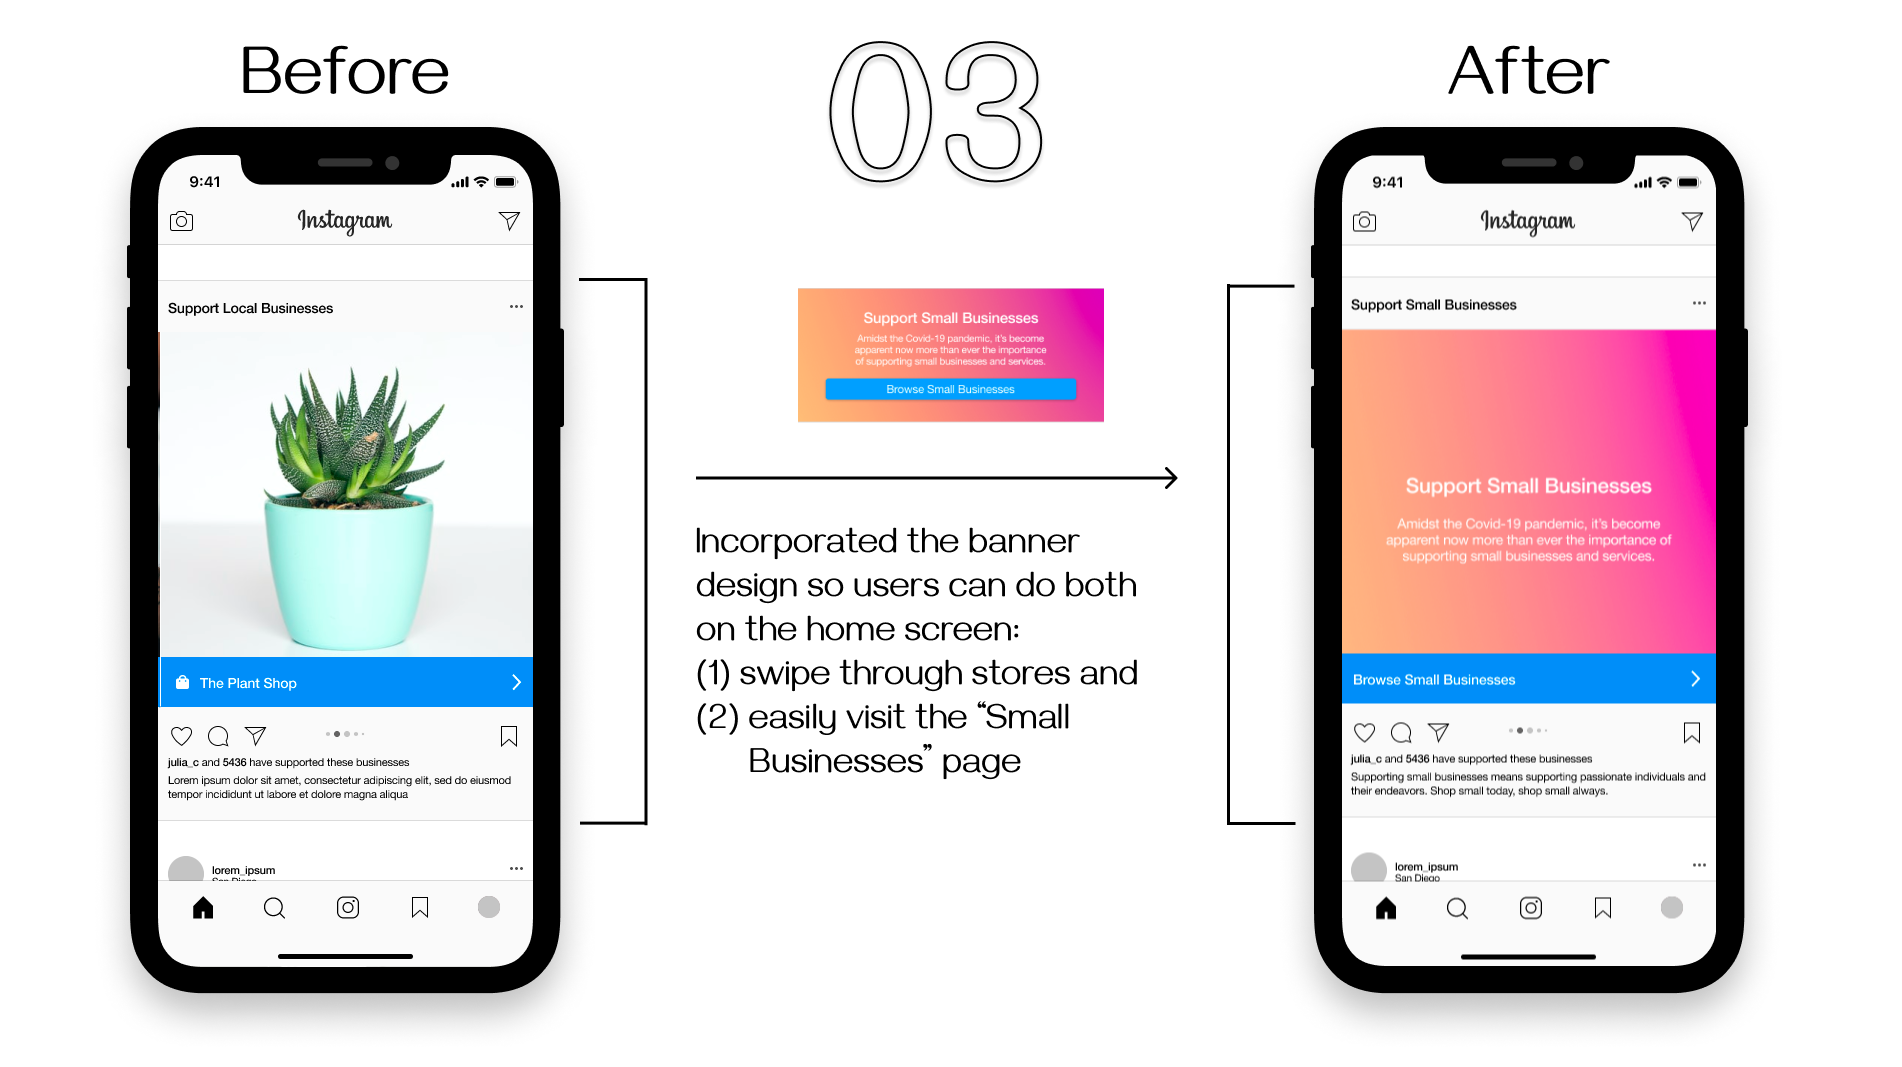 Before
03
After
9:41
Instagram
Support Local Businesses
The Plant Shop
julia_c and 5436 have supported these businesses
Lorem ipsum dolor sit amet, consectetur adipiscing elit, sed do eiusmod
tempor incididunt ut labore et dolore magna aliqua
lorem_ipsum
San Diego
Support Small Businesses
Amidst the Covid-19 pandemic, it's become
apparent now more than ever the importance
of supporting small businesses and services.
Browse Small Businesses
Incorporated the banner
design so users can do both
on the home screen:
(1) swipe through stores and
(2) easily visit the “Small
Businesses” page
9:41
Instagram
Support Small Businesses
Support Small Businesses
Amidst the Covid-19 pandemic, it's become
apparent now more than ever the importance of
supporting small businesses and services.
Browse Small Businesses
julia_c and 5436 have supported these businesses
Supporting small businesses means supporting passionate individuals and
their endeavors. Shop small today, shop small always.
lorem_ipsum
San Diego